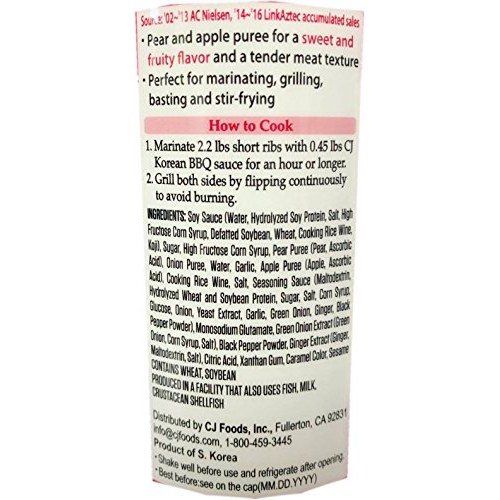 Source: '02~'13 AC Nielsen, '14~'16 LinkAztec accumulated sales
• Pear and apple puree for a sweet and
fruity flavor and a tender meat texture
• Perfect for marinating, grilling,
basting and stir-frying
How to Cook
1. Marinate 2.2 lbs short ribs with 0.45 lbs CJ
Korean BBQ sauce for an hour or longer.
2. Grill both sides by flipping continuously
to avoid burning.
INGREDIENTS: Soy Sauce (Water, Hydrolyzed Soy Protein, Salt, High
Fructose Corn Syrup, Defatted Soybean, Wheat, Cooking Rice Wine,
Koji), Sugar, High Fructose Corn Syrup, Pear Puree (Pear, Ascorbic
Acid), Onion Puree, Water, Garlic, Apple Puree (Apple, Ascorbic
Acid), Cooking Rice Wine, Salt, Seasoning Sauce (Maltodextrin,
Hydrolyzed Wheat and Soybean Protein, Sugar, Salt, Corn Syrup,
Glucose, Onion, Yeast Extract, Garlic, Green Onion, Ginger, Black
Pepper Powder), Monosodium Glutamate, Green Onion Extract (Green
Onion, Corn Syrup, Salt), Black Pepper Powder, Ginger Extract (Ginger,
Maltodextrin, Salt), Citric Acid, Xanthan Gum, Caramel Color, Sesame
CONTAINS WHEAT, SOYBEAN
PRODUCED IN A FACILITY THAT ALSO USES FISH, MILK,
CRUSTACEAN SHELLFISH
Distributed by CJ Foods, Inc., Fullerton, CA 92831
info@cjfoods.com, 1-800-459-3445
Product of S. Korea
• Shake well before use and refrigerate after opening.
• Best before:see on the cap(MM.DD.YYYY)